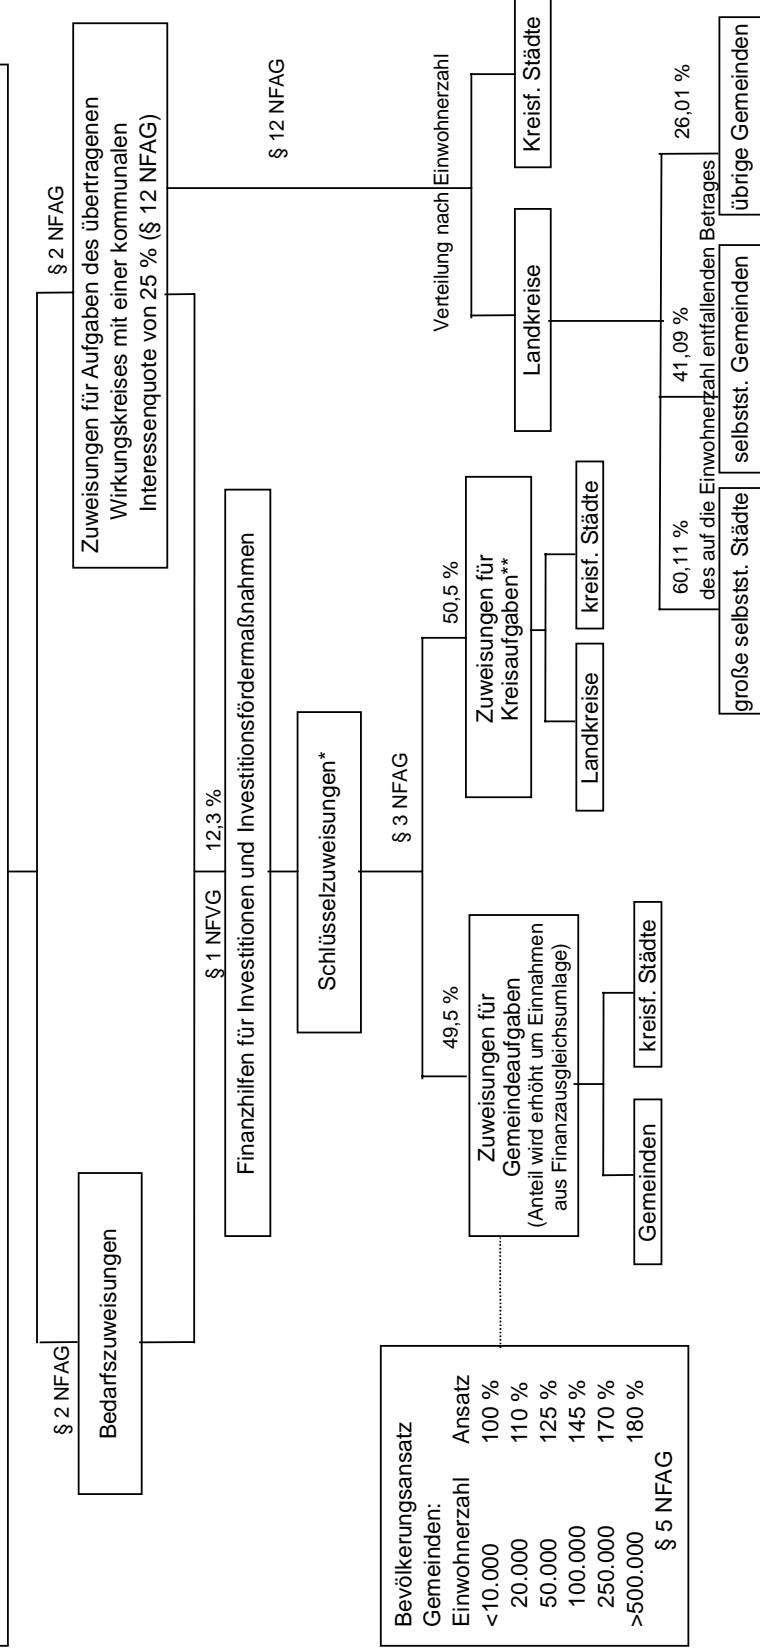 § 2 NFAG
§ 2 NFAG
Bedarfszuweisungen
Zuweisungen für Aufgaben des übertragenen
Wirkungskreises mit einer kommunalen
Interessenquote von 25 % (§ 12 NFAG)
§ 1 NFVG
12,3 %
§ 12 NFAG
Finanzhilfen für Investitionen und Investitionsfördermaßnahmen
Schlüsselzuweisungen*
§ 3 NFAG
49,5 %
50,5 %
Verteilung nach Einwohnerzahl
Bevölkerungsansatz
Gemeinden:
Einwohnerzahl Ansatz
<10.000 100 %
20.000 110 %
50.000 125 %
100.000 145 %
250.000 170 %
>500.000 180 %
§ 5 NFAG
Zuweisungen für
Gemeindeaufgaben
(Anteil wird erhöht um Einnahmen
aus Finanzausgleichsumlage)
Zuweisungen für
Kreisaufgaben**
Landkreise
Kreisf. Städte
Landkreise
kreisf. Städte
Gemeinden
kreisf. Städte
60,11 %
41,09 %
26,01 %
des auf die Einwohnerzahl entfallenden Betrages
große selbstst. Städte
selbstst. Gemeinden
übrige Gemeinden